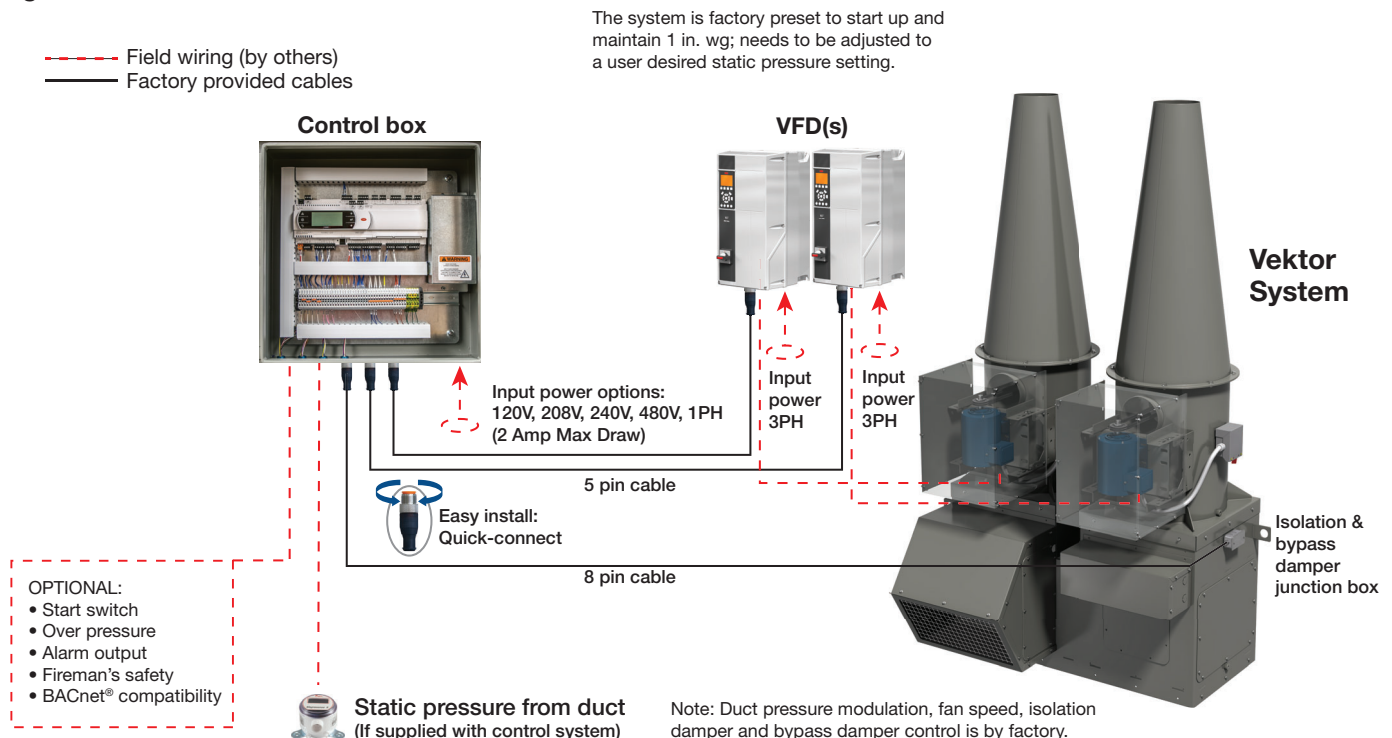 The system is factory preset to start up and
maintain 1 in. wg; needs to be adjusted to
a user desired static pressure setting.
Field wiring (by others)
Factory provided cables
Control box
VFD(s)
WARNING
Vektor
System
Input power options:
120V, 208V, 240V, 480V, 1PH
(2 Amp Max Draw)
Input
power
3PH
Input
power
3PH
5 pin cable
Easy install:
Quick-connect
8 pin cable
Isolation &
bypass
damper
junction box
OPTIONAL:
• Start switch
• Over pressure
• Alarm output
• Fireman's safety
• BACnet® compatibility
Static pressure from duct
(If supplied with control system)
Note: Duct pressure modulation, fan speed, isolation
damper and bypass damper control is by factory.